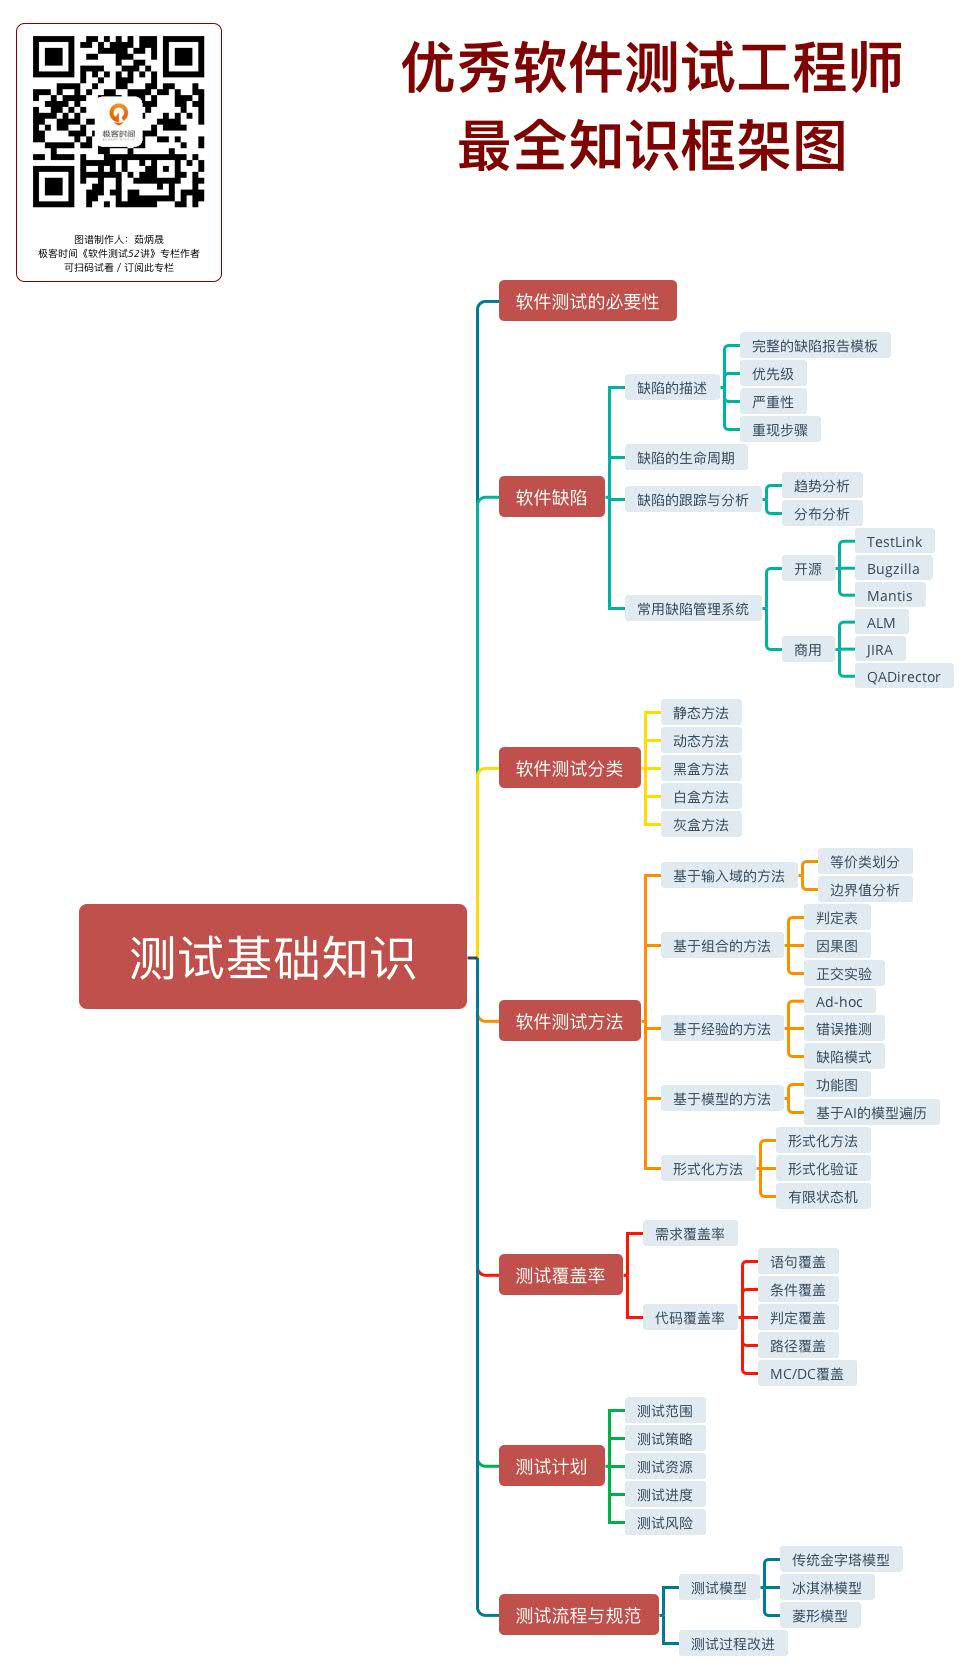 优秀软件测试工程师
最全知识框架图
极客时间
图谱制作人：茹炳晟
极客时间《软件测试52讲》专栏作者
可扫码试看 / 订阅此专栏
测试基础知识
软件测试的必要性
软件缺陷
缺陷的描述
完整的缺陷报告模板
优先级
严重性
重现步骤
缺陷的生命周期
缺陷的跟踪与分析
趋势分析
分布分析
常用缺陷管理系统
开源
TestLink
Bugzilla
Mantis
商用
ALM
JIRA
QADirector
软件测试分类
静态方法
动态方法
黑盒方法
白盒方法
灰盒方法
软件测试方法
基于输入域的方法
等价类划分
边界值分析
基于组合的方法
判定表
因果图
正交实验
基于经验的方法
Ad-hoc
错误推测
缺陷模式
基于模型的方法
功能图
基于AI的模型遍历
形式化方法
形式化方法
形式化验证
有限状态机
测试覆盖率
需求覆盖率
代码覆盖率
语句覆盖
条件覆盖
判定覆盖
路径覆盖
MC/DC覆盖
测试计划
测试范围
测试策略
测试资源
测试进度
测试风险
测试流程与规范
测试模型
传统金字塔模型
冰淇淋模型
菱形模型
测试过程改进